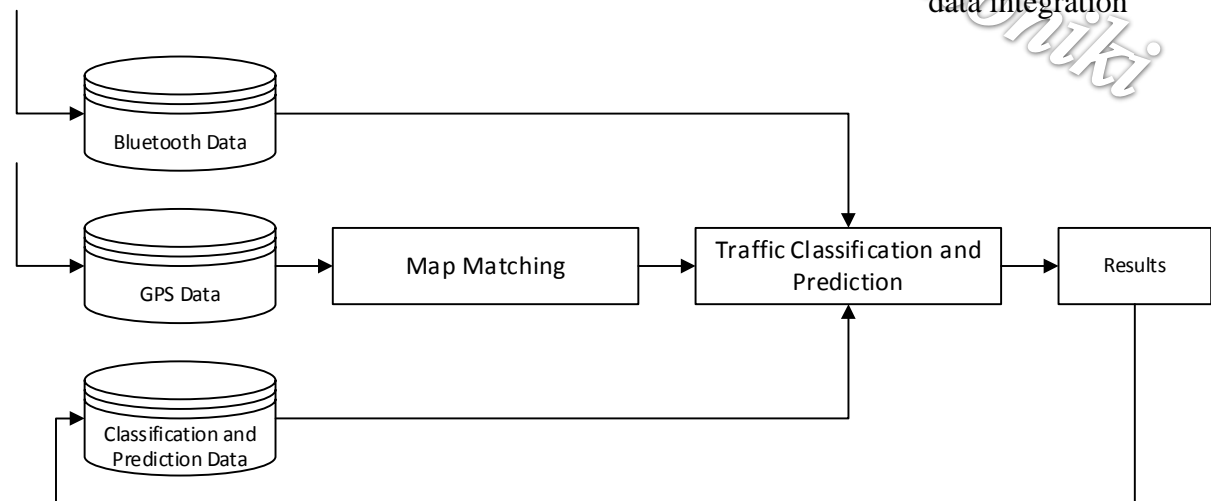 data integration
Bluetooth Data
GPS Data
Map Matching
Traffic Classification and
Prediction
Results
Classification and
Prediction Data